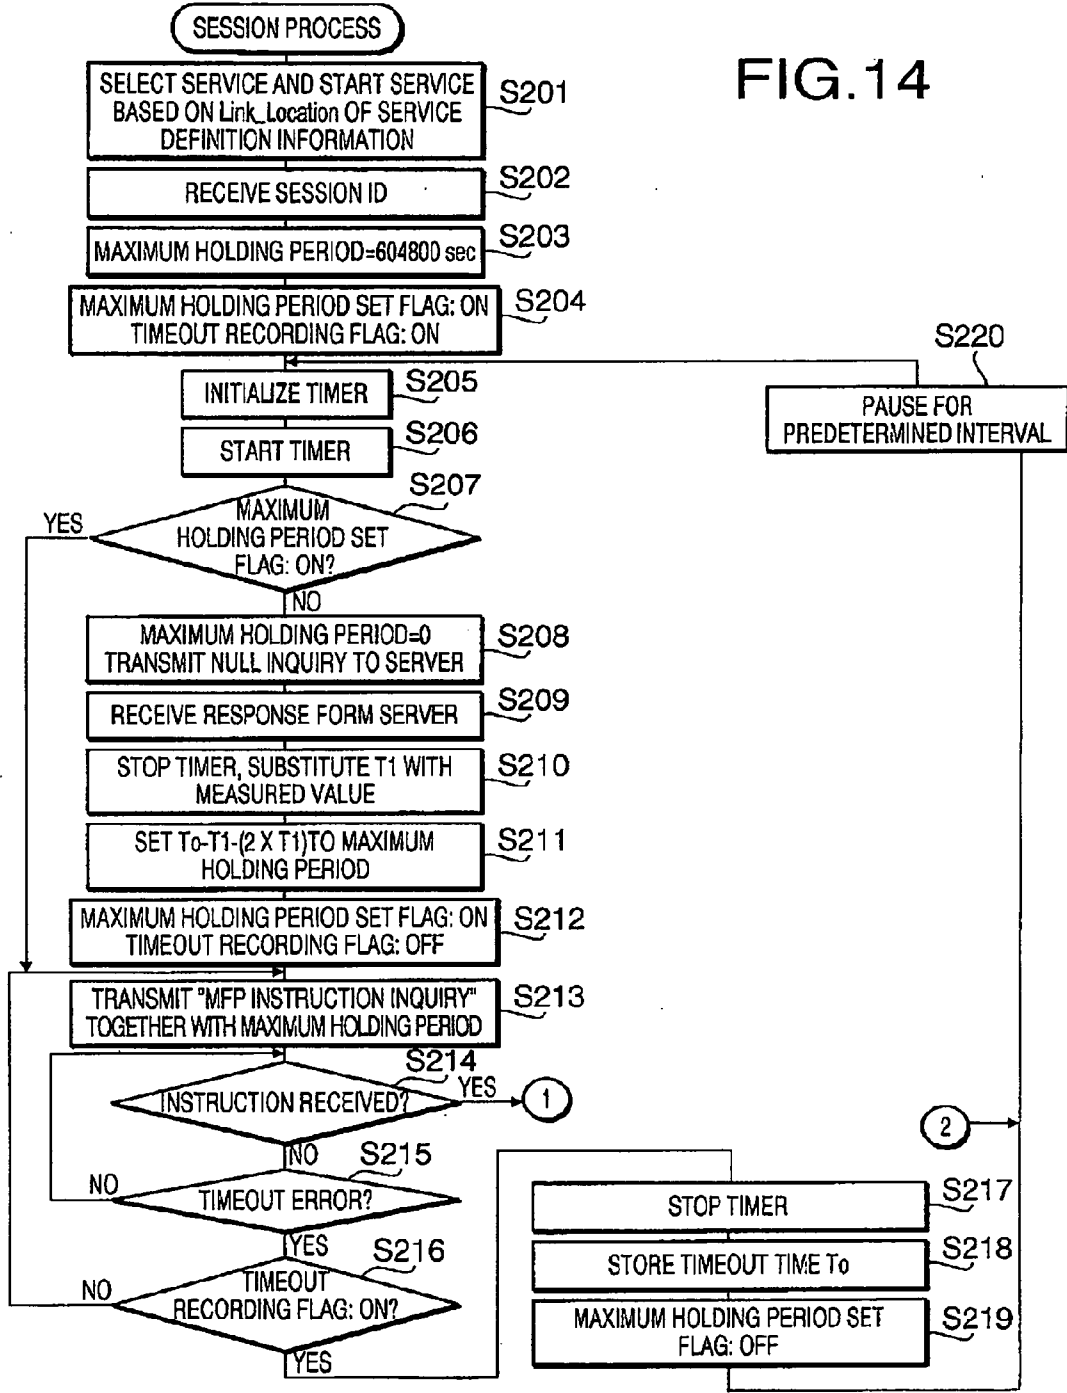 SESSION PROCESS
FIG.14
SELECT SERVICE AND START SERVICE
BASED ON Link_Location OF SERVICE
DEFINITION INFORMATION
S201
RECEIVE SESSION ID
S202
MAXIMUM HOLDING PERIOD=604800 sec
S203
MAXIMUM HOLDING PERIOD SET FLAG: ON
TIMEOUT RECORDING FLAG: ON
S204
INITIALIZE TIMER
S205
START TIMER
S206
S220
PAUSE FOR
PREDETERMINED INTERVAL
MAXIMUM
HOLDING PERIOD SET
FLAG: ON?
S207
YES
NO
MAXIMUM HOLDING PERIOD=0
TRANSMIT NULL INQUIRY TO SERVER
S208
RECEIVE RESPONSE FORM SERVER
S209
STOP TIMER, SUBSTITUTE T1 WITH
MEASURED VALUE
S210
SET To-T1-(2 X T1)TO MAXIMUM
HOLDING PERIOD
S211
MAXIMUM HOLDING PERIOD SET FLAG: ON
TIMEOUT RECORDING FLAG: OFF
S212
TRANSMIT "MFP INSTRUCTION INQUIRY"
TOGETHER WITH MAXIMUM HOLDING PERIOD
S213
INSTRUCTION RECEIVED?
S214
YES
1
NO
2
TIMEOUT ERROR?
S215
NO
YES
TIMEOUT
RECORDING FLAG: ON?
S216
NO
YES
STOP TIMER
S217
STORE TIMEOUT TIME To
S218
MAXIMUM HOLDING PERIOD SET
FLAG: OFF
S219